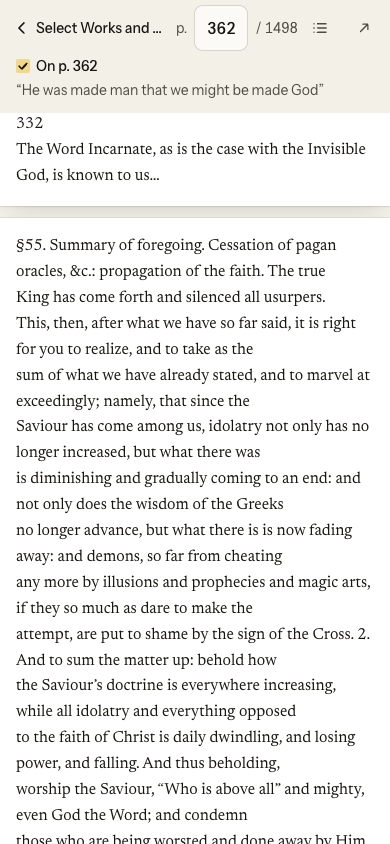 Select Works and ... p. 362 / 1498
On p. 362
“He was made man that we might be made God”
332
The Word Incarnate, as is the case with the Invisible
God, is known to us...
§55. Summary of foregoing. Cessation of pagan
oracles, &c.: propagation of the faith. The true
King has come forth and silenced all usurpers.
This, then, after what we have so far said, it is right
for you to realize, and to take as the
sum of what we have already stated, and to marvel at
exceedingly; namely, that since the
Saviour has come among us, idolatry not only has no
longer increased, but what there was
is diminishing and gradually coming to an end: and
not only does the wisdom of the Greeks
no longer advance, but what there is is now fading
away: and demons, so far from cheating
any more by illusions and prophecies and magic arts,
if they so much as dare to make the
attempt, are put to shame by the sign of the Cross. 2.
And to sum the matter up: behold how
the Saviour’s doctrine is everywhere increasing,
while all idolatry and everything opposed
to the faith of Christ is daily dwindling, and losing
power, and falling. And thus beholding,
worship the Saviour, “Who is above all” and mighty,
even God the Word; and condemn
those who are being worsted and done away by Him.